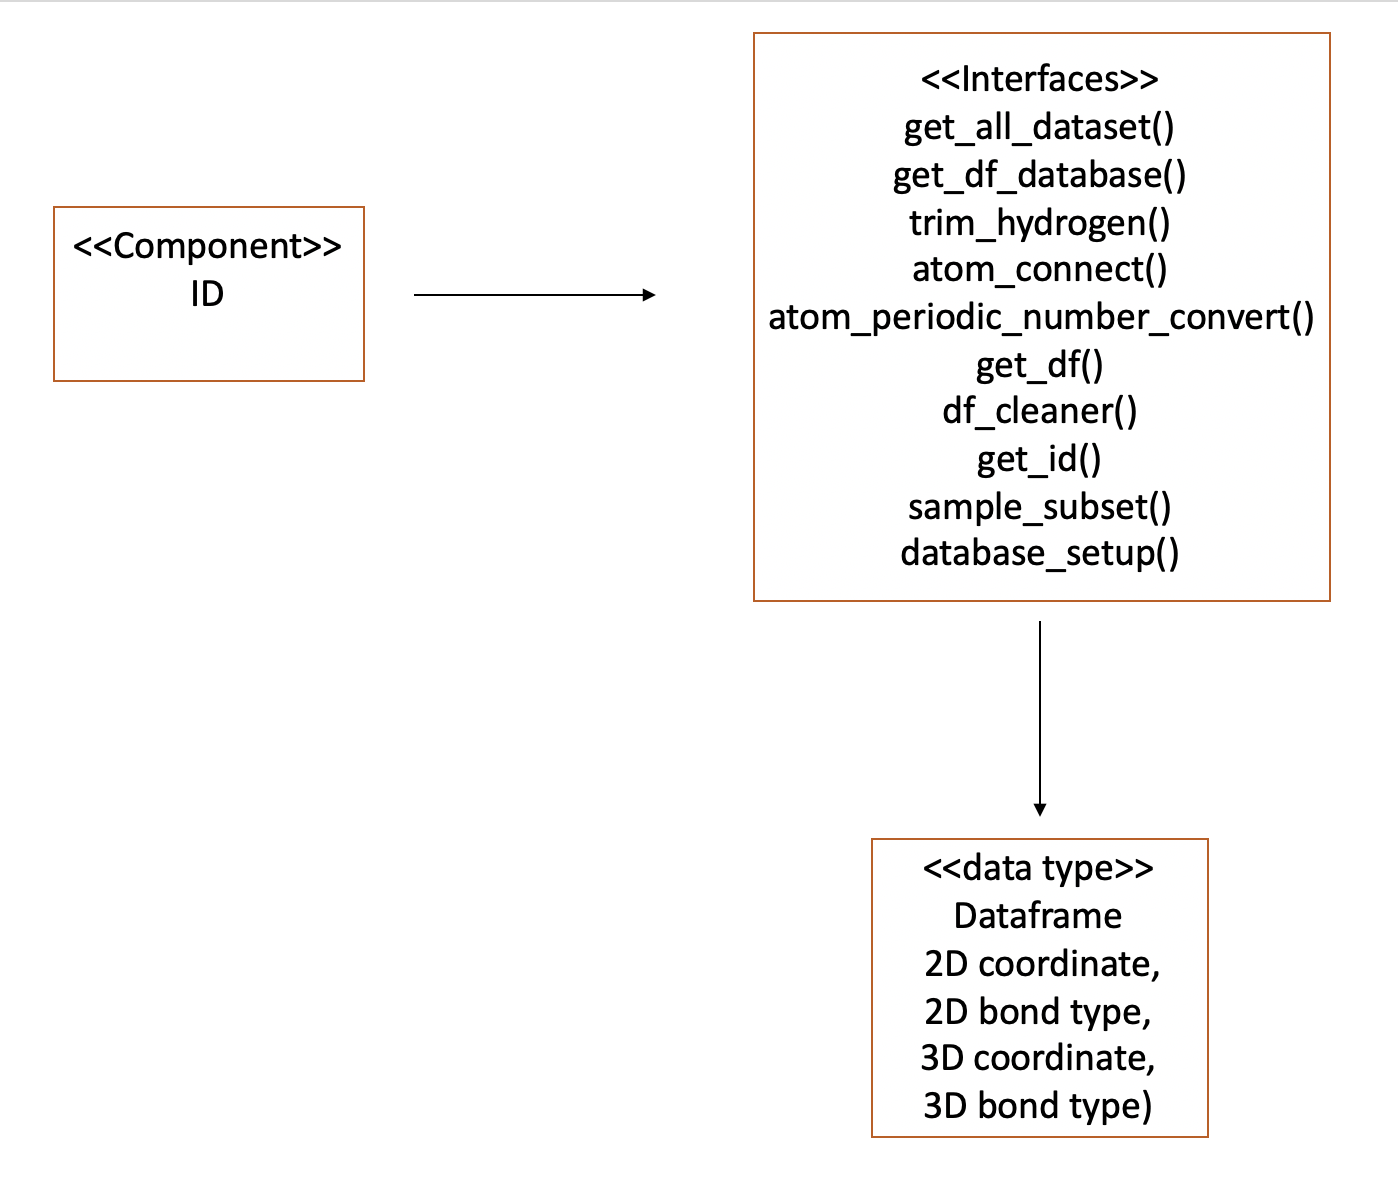 <<Component>>
ID
<<Interfaces>>
get_all_dataset()
get_df_database()
trim_hydrogen()
atom_connect()
atom_periodic_number_convert()
get_df()
df_cleaner()
get_id()
sample_subset()
database_setup()
<<data type>>
Dataframe
2D coordinate,
2D bond type,
3D coordinate,
3D bond type)